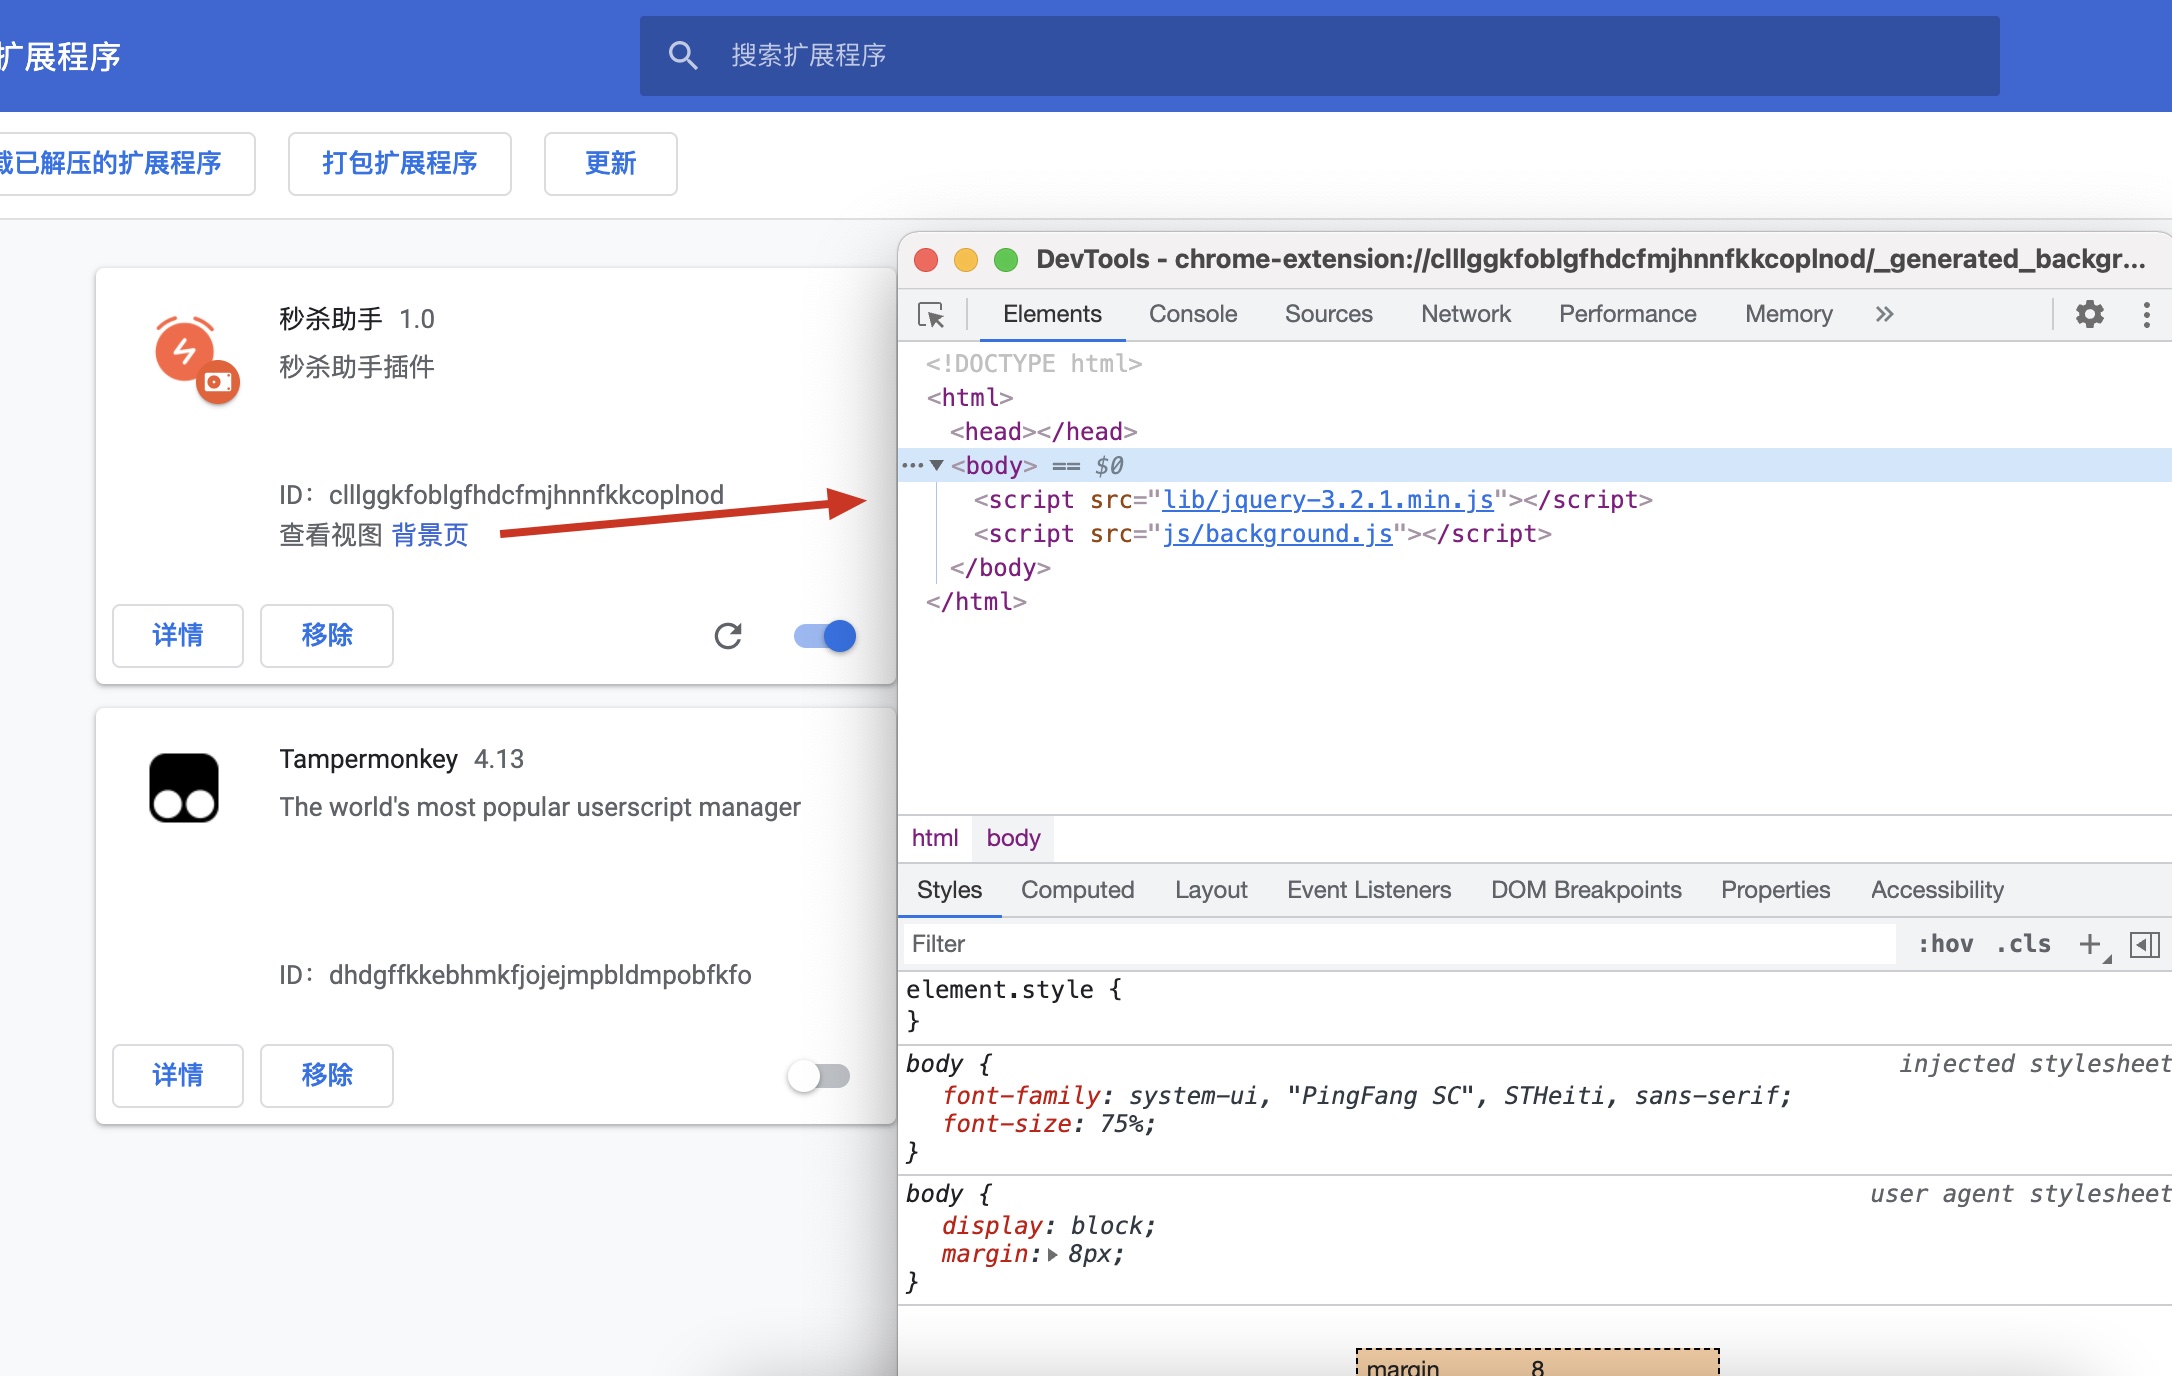 扩展程序
搜索扩展程序
载已解压的扩展程序
打包扩展程序
更新
秒杀助手 1.0
秒杀助手插件
ID：clllggkfoblgfhdcfmjhnnfkkcoplnod
查看视图 背景页
详情
移除
Tampermonkey 4.13
The world's most popular userscript manager
ID：dhdgffkkebhmkfjojejmpbldmpobfkfo
详情
移除
DevTools - chrome-extension://clllggkfoblgfhdcfmjhnnfkkcoplnod/_generated_backgr...
Elements Console Sources Network Performance Memory »
<!DOCTYPE html>
<html>
<head></head>
<body> == $0
<script src="lib/jquery-3.2.1.min.js"></script>
<script src="js/background.js"></script>
</body>
</html>
html body
Styles Computed Layout Event Listeners DOM Breakpoints Properties Accessibility
Filter :hov .cls +
element.style {
}
body { injected stylesheet
font-family: system-ui, "PingFang SC", STHeiti, sans-serif;
font-size: 75%;
}
body { user agent stylesheet
display: block;
margin: 8px;
}
margin 8